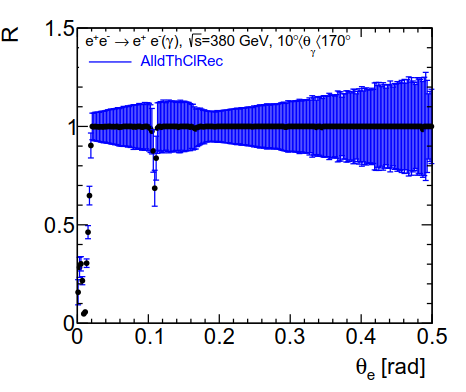 R
1.5
e⁺e⁻ → e⁺ e⁻(γ), √s=380 GeV, 10°⟨θᵧ⟨170°
AlldThClRec
1
0.5
0
0 0.1 0.2 0.3 0.4 0.5
θₑ [rad]